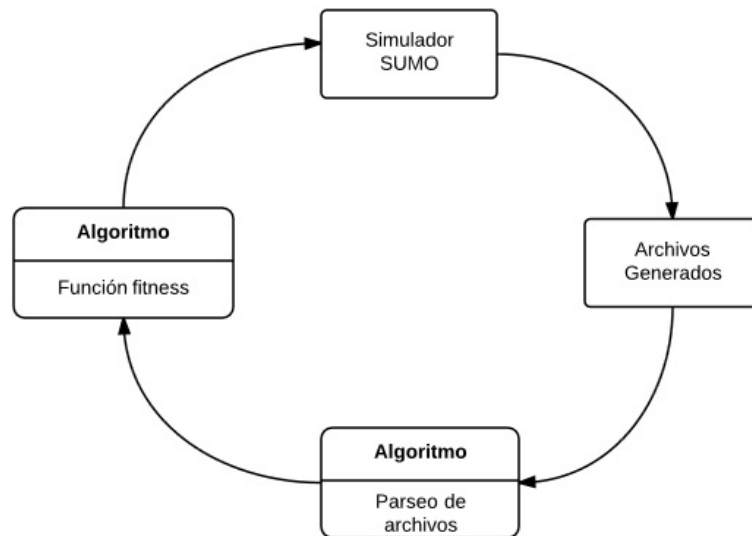 Simulador
SUMO
Algoritmo
Función fitness
Archivos
Generados
Algoritmo
Parseo de
archivos